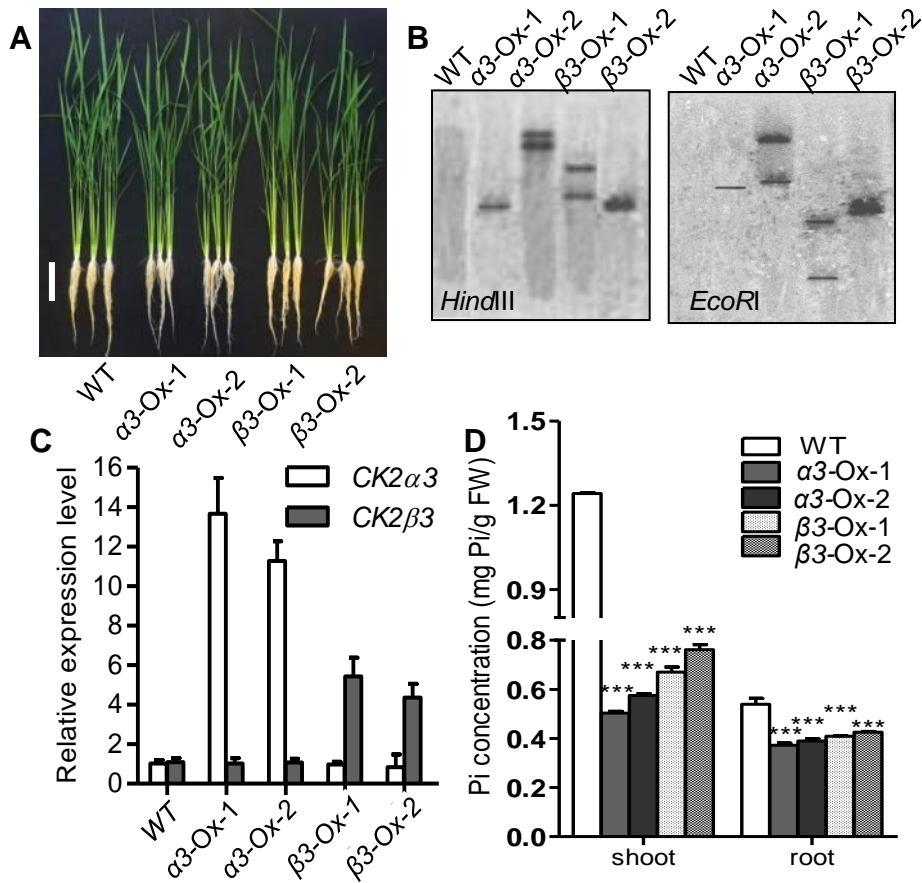 A
WT
α3-Ox-1
α3-Ox-2
β3-Ox-1
β3-Ox-2
B
WT
α3-Ox-1
α3-Ox-2
β3-Ox-1
β3-Ox-2
HindIII
WT
α3-Ox-1
α3-Ox-2
β3-Ox-1
β3-Ox-2
EcoRI
C
Relative expression level
16
14
12
10
8
6
4
2
0
CK2α3
CK2β3
WT
α3-Ox-1
α3-Ox-2
β3-Ox-1
β3-Ox-2
D
Pi concentration (mg Pi/g FW)
1.5
1.2
0.9
0.8
0.6
0.4
0.2
0.0
WT
α3-Ox-1
α3-Ox-2
β3-Ox-1
β3-Ox-2
***
***
***
***
***
***
***
***
shoot
root